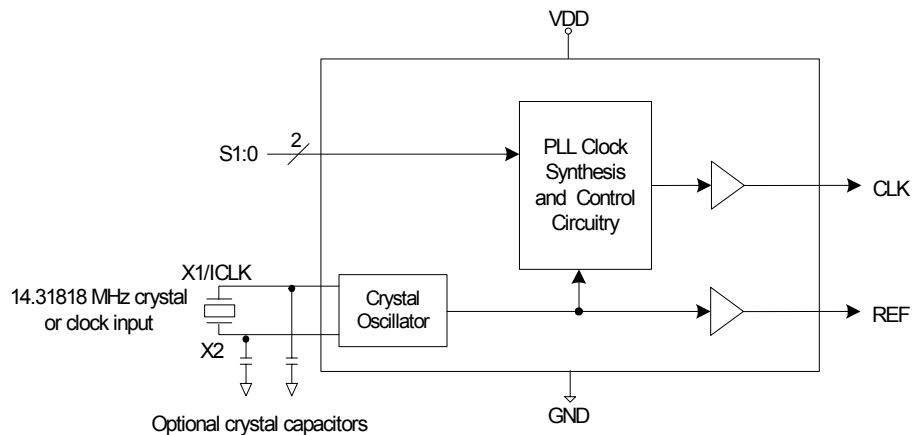 VDD
2
S1:0
PLL Clock
Synthesis
and Control
Circuitry
CLK
X1/ICLK
14.31818 MHz crystal
or clock input
X2
Crystal
Oscillator
REF
Optional crystal capacitors
GND